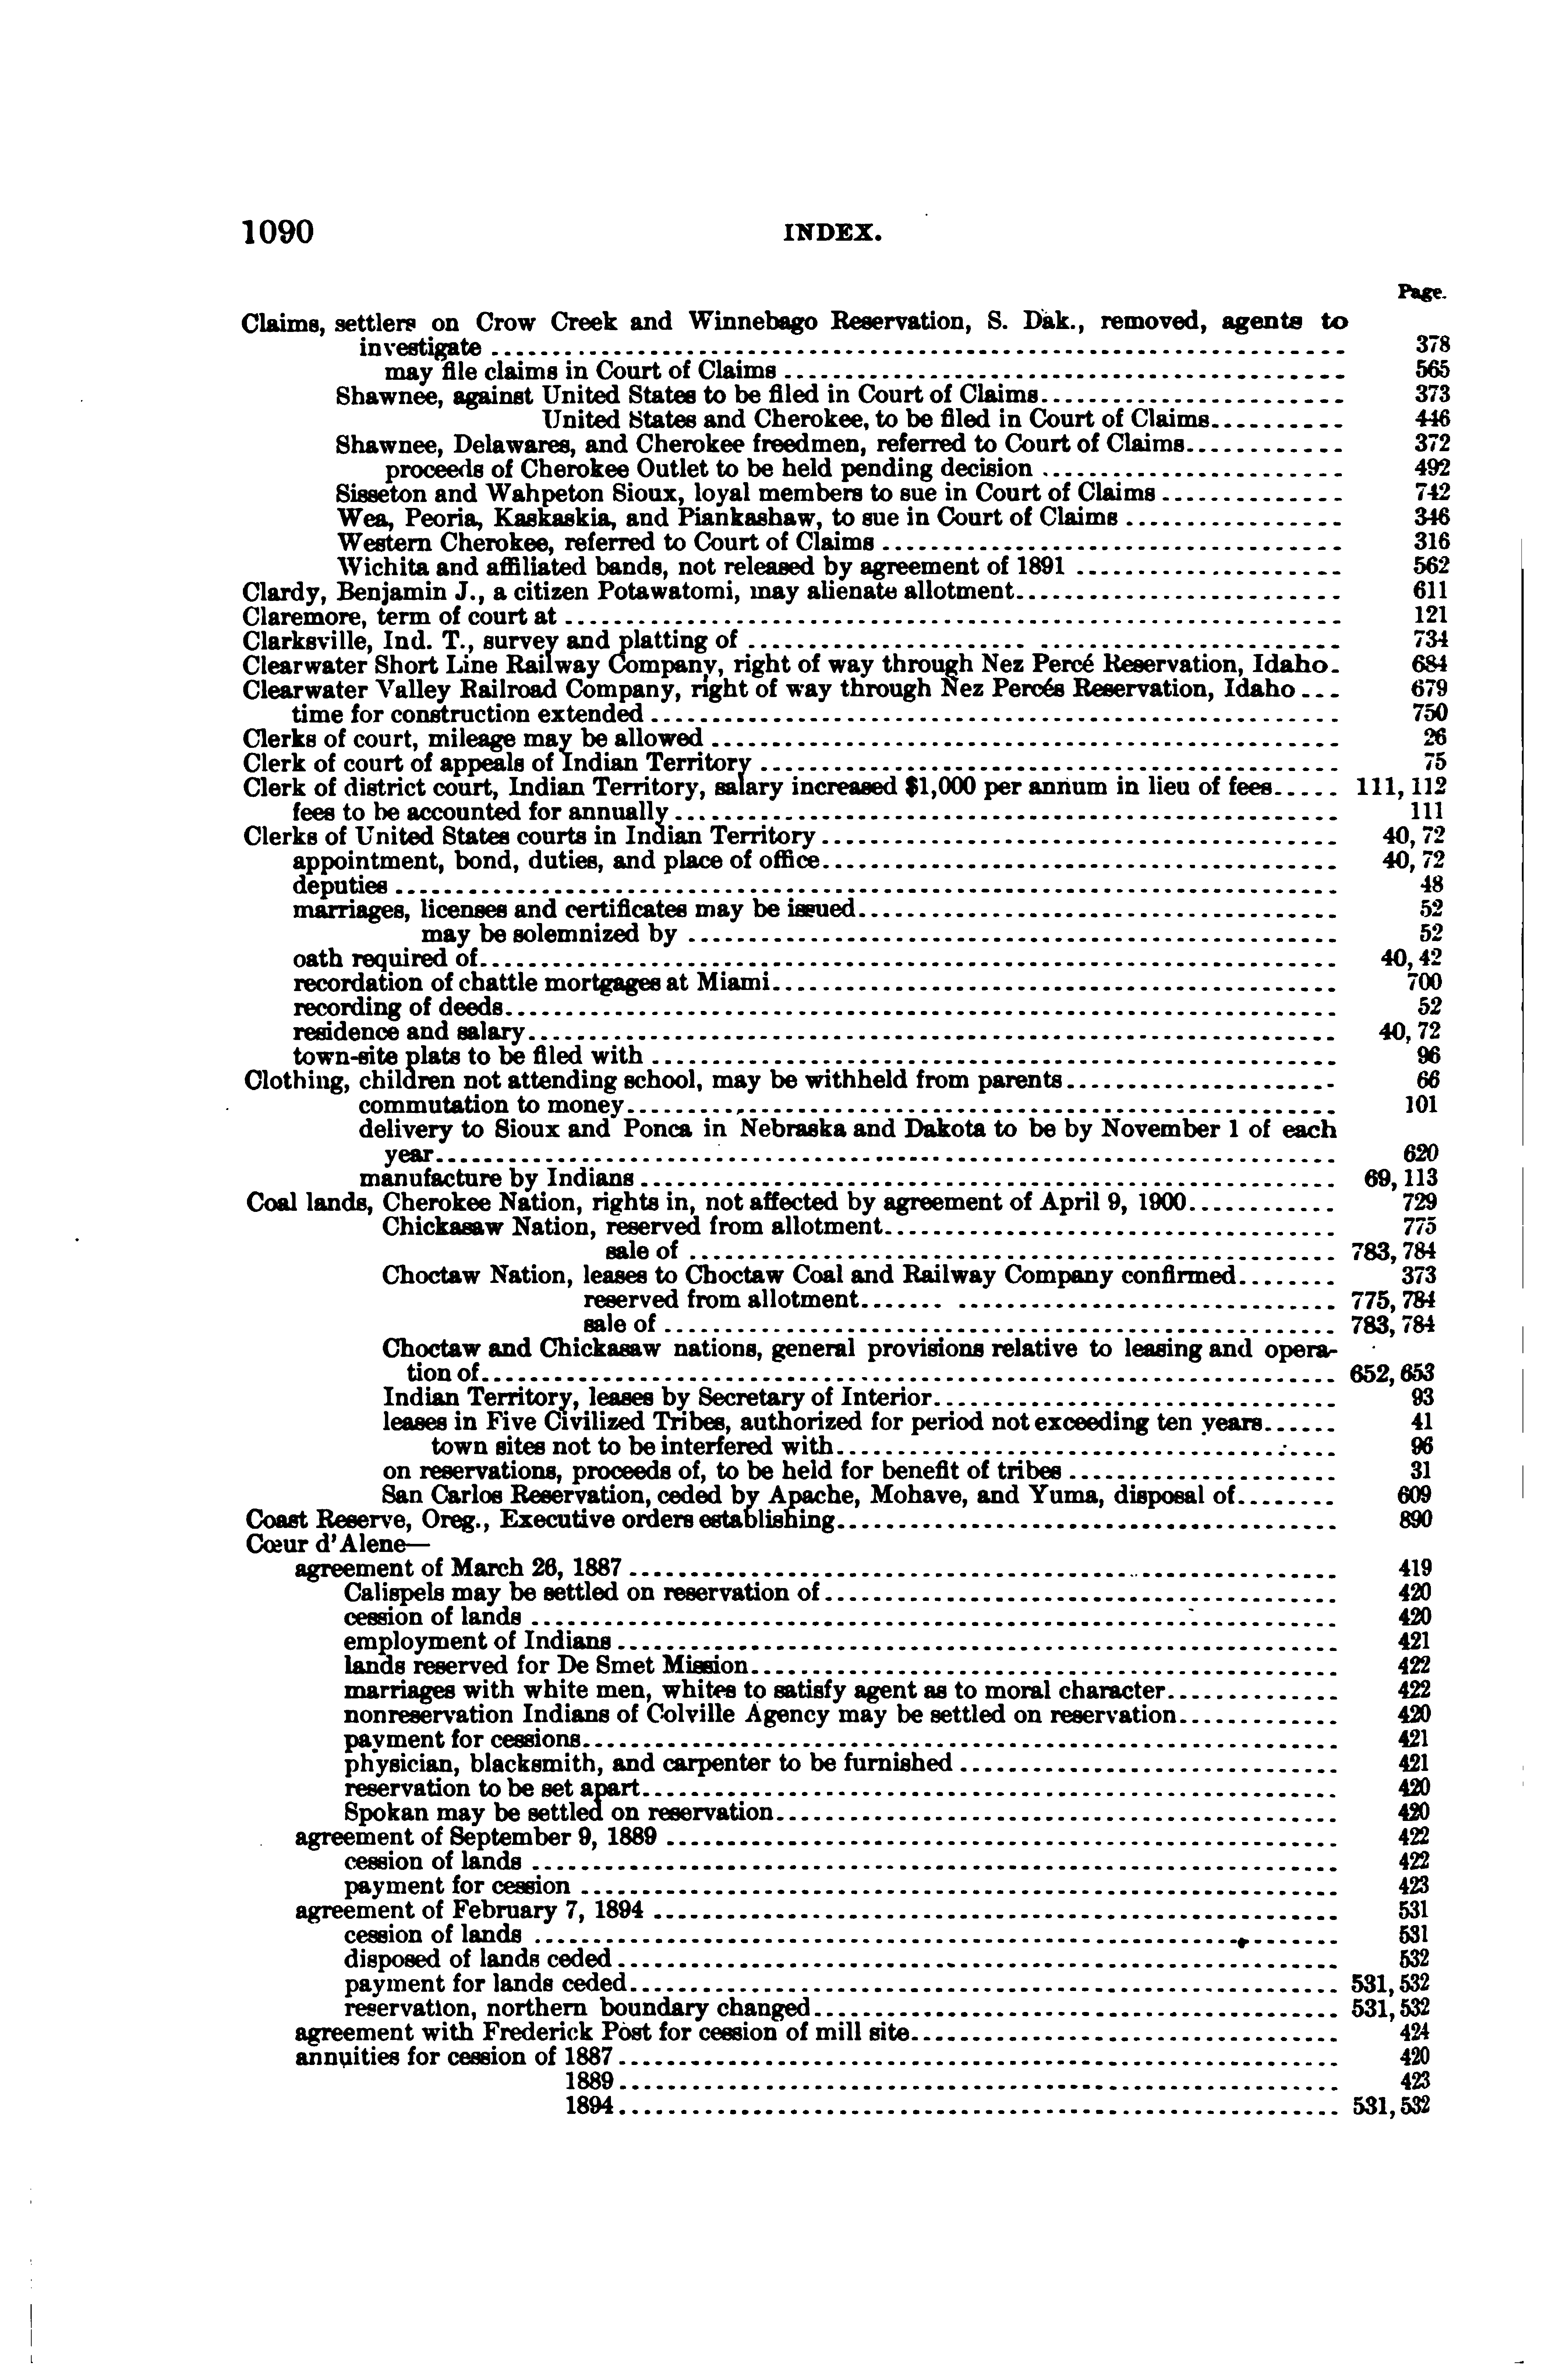 1090 INDEX.
Page.
Claims, settlers on Crow Creek and Winnebago Reservation, S. Dak., removed, agents to
investigate ........ 378
may file claims in Court of Claims ........ 565
Shawnee, against United States to be filed in Court of Claims ........ 373
United States and Cherokee, to be filed in Court of Claims ........ 446
Shawnee, Delawares, and Cherokee freedmen, referred to Court of Claims ........ 372
proceeds of Cherokee Outlet to be held pending decision ........ 492
Sisseton and Wahpeton Sioux, loyal members to sue in Court of Claims ........ 742
Wea, Peoria, Kaskaskia, and Piankashaw, to sue in Court of Claims ........ 346
Western Cherokee, referred to Court of Claims ........ 316
Wichita and affiliated bands, not released by agreement of 1891 ........ 562
Clardy, Benjamin J., a citizen Potawatomi, may alienate allotment ........ 611
Claremore, term of court at ........ 121
Clarksville, Ind. T., survey and platting of ........ 734
Clearwater Short Line Railway Company, right of way through Nez Percé Reservation, Idaho. 684
Clearwater Valley Railroad Company, right of way through Nez Percés Reservation, Idaho ... 679
time for construction extended ........ 750
Clerks of court, mileage may be allowed ........ 26
Clerk of court of appeals of Indian Territory ........ 75
Clerk of district court, Indian Territory, salary increased $1,000 per annum in lieu of fees ..... 111, 112
fees to be accounted for annually ........ 111
Clerks of United States courts in Indian Territory ........ 40, 72
appointment, bond, duties, and place of office ........ 40, 72
deputies ........ 48
marriages, licenses and certificates may be issued ........ 52
may be solemnized by ........ 52
oath required of ........ 40, 42
recordation of chattle mortgages at Miami ........ 700
recording of deeds ........ 52
residence and salary ........ 40, 72
town-site plats to be filed with ........ 96
Clothing, children not attending school, may be withheld from parents ........ 66
commutation to money ........ 101
delivery to Sioux and Ponca in Nebraska and Dakota to be by November 1 of each
year ........ 620
manufacture by Indians ........ 69, 113
Coal lands, Cherokee Nation, rights in, not affected by agreement of April 9, 1900 ........ 729
Chickasaw Nation, reserved from allotment ........ 775
sale of ........ 783, 784
Choctaw Nation, leases to Choctaw Coal and Railway Company confirmed ........ 373
reserved from allotment ........ 775, 784
sale of ........ 783, 784
Choctaw and Chickasaw nations, general provisions relative to leasing and opera-
tion of ........ 652, 653
Indian Territory, leases by Secretary of Interior ........ 93
leases in Five Civilized Tribes, authorized for period not exceeding ten years ...... 41
town sites not to be interfered with ........ 96
on reservations, proceeds of, to be held for benefit of tribes ........ 31
San Carlos Reservation, ceded by Apache, Mohave, and Yuma, disposal of ........ 609
Coast Reserve, Oreg., Executive orders establishing ........ 890
Cœur d'Alene—
agreement of March 26, 1887 ........ 419
Calispels may be settled on reservation of ........ 420
cession of lands ........ 420
employment of Indians ........ 421
lands reserved for De Smet Mission ........ 422
marriages with white men, whites to satisfy agent as to moral character ........ 422
nonreservation Indians of Colville Agency may be settled on reservation ........ 420
payment for cessions ........ 421
physician, blacksmith, and carpenter to be furnished ........ 421
reservation to be set apart ........ 420
Spokan may be settled on reservation ........ 420
agreement of September 9, 1889 ........ 422
cession of lands ........ 422
payment for cession ........ 423
agreement of February 7, 1894 ........ 531
cession of lands ........ 531
disposed of lands ceded ........ 532
payment for lands ceded ........ 531, 532
reservation, northern boundary changed ........ 531, 532
agreement with Frederick Post for cession of mill site ........ 424
annuities for cession of 1887 ........ 420
1889 ........ 423
1894 ........ 531, 532